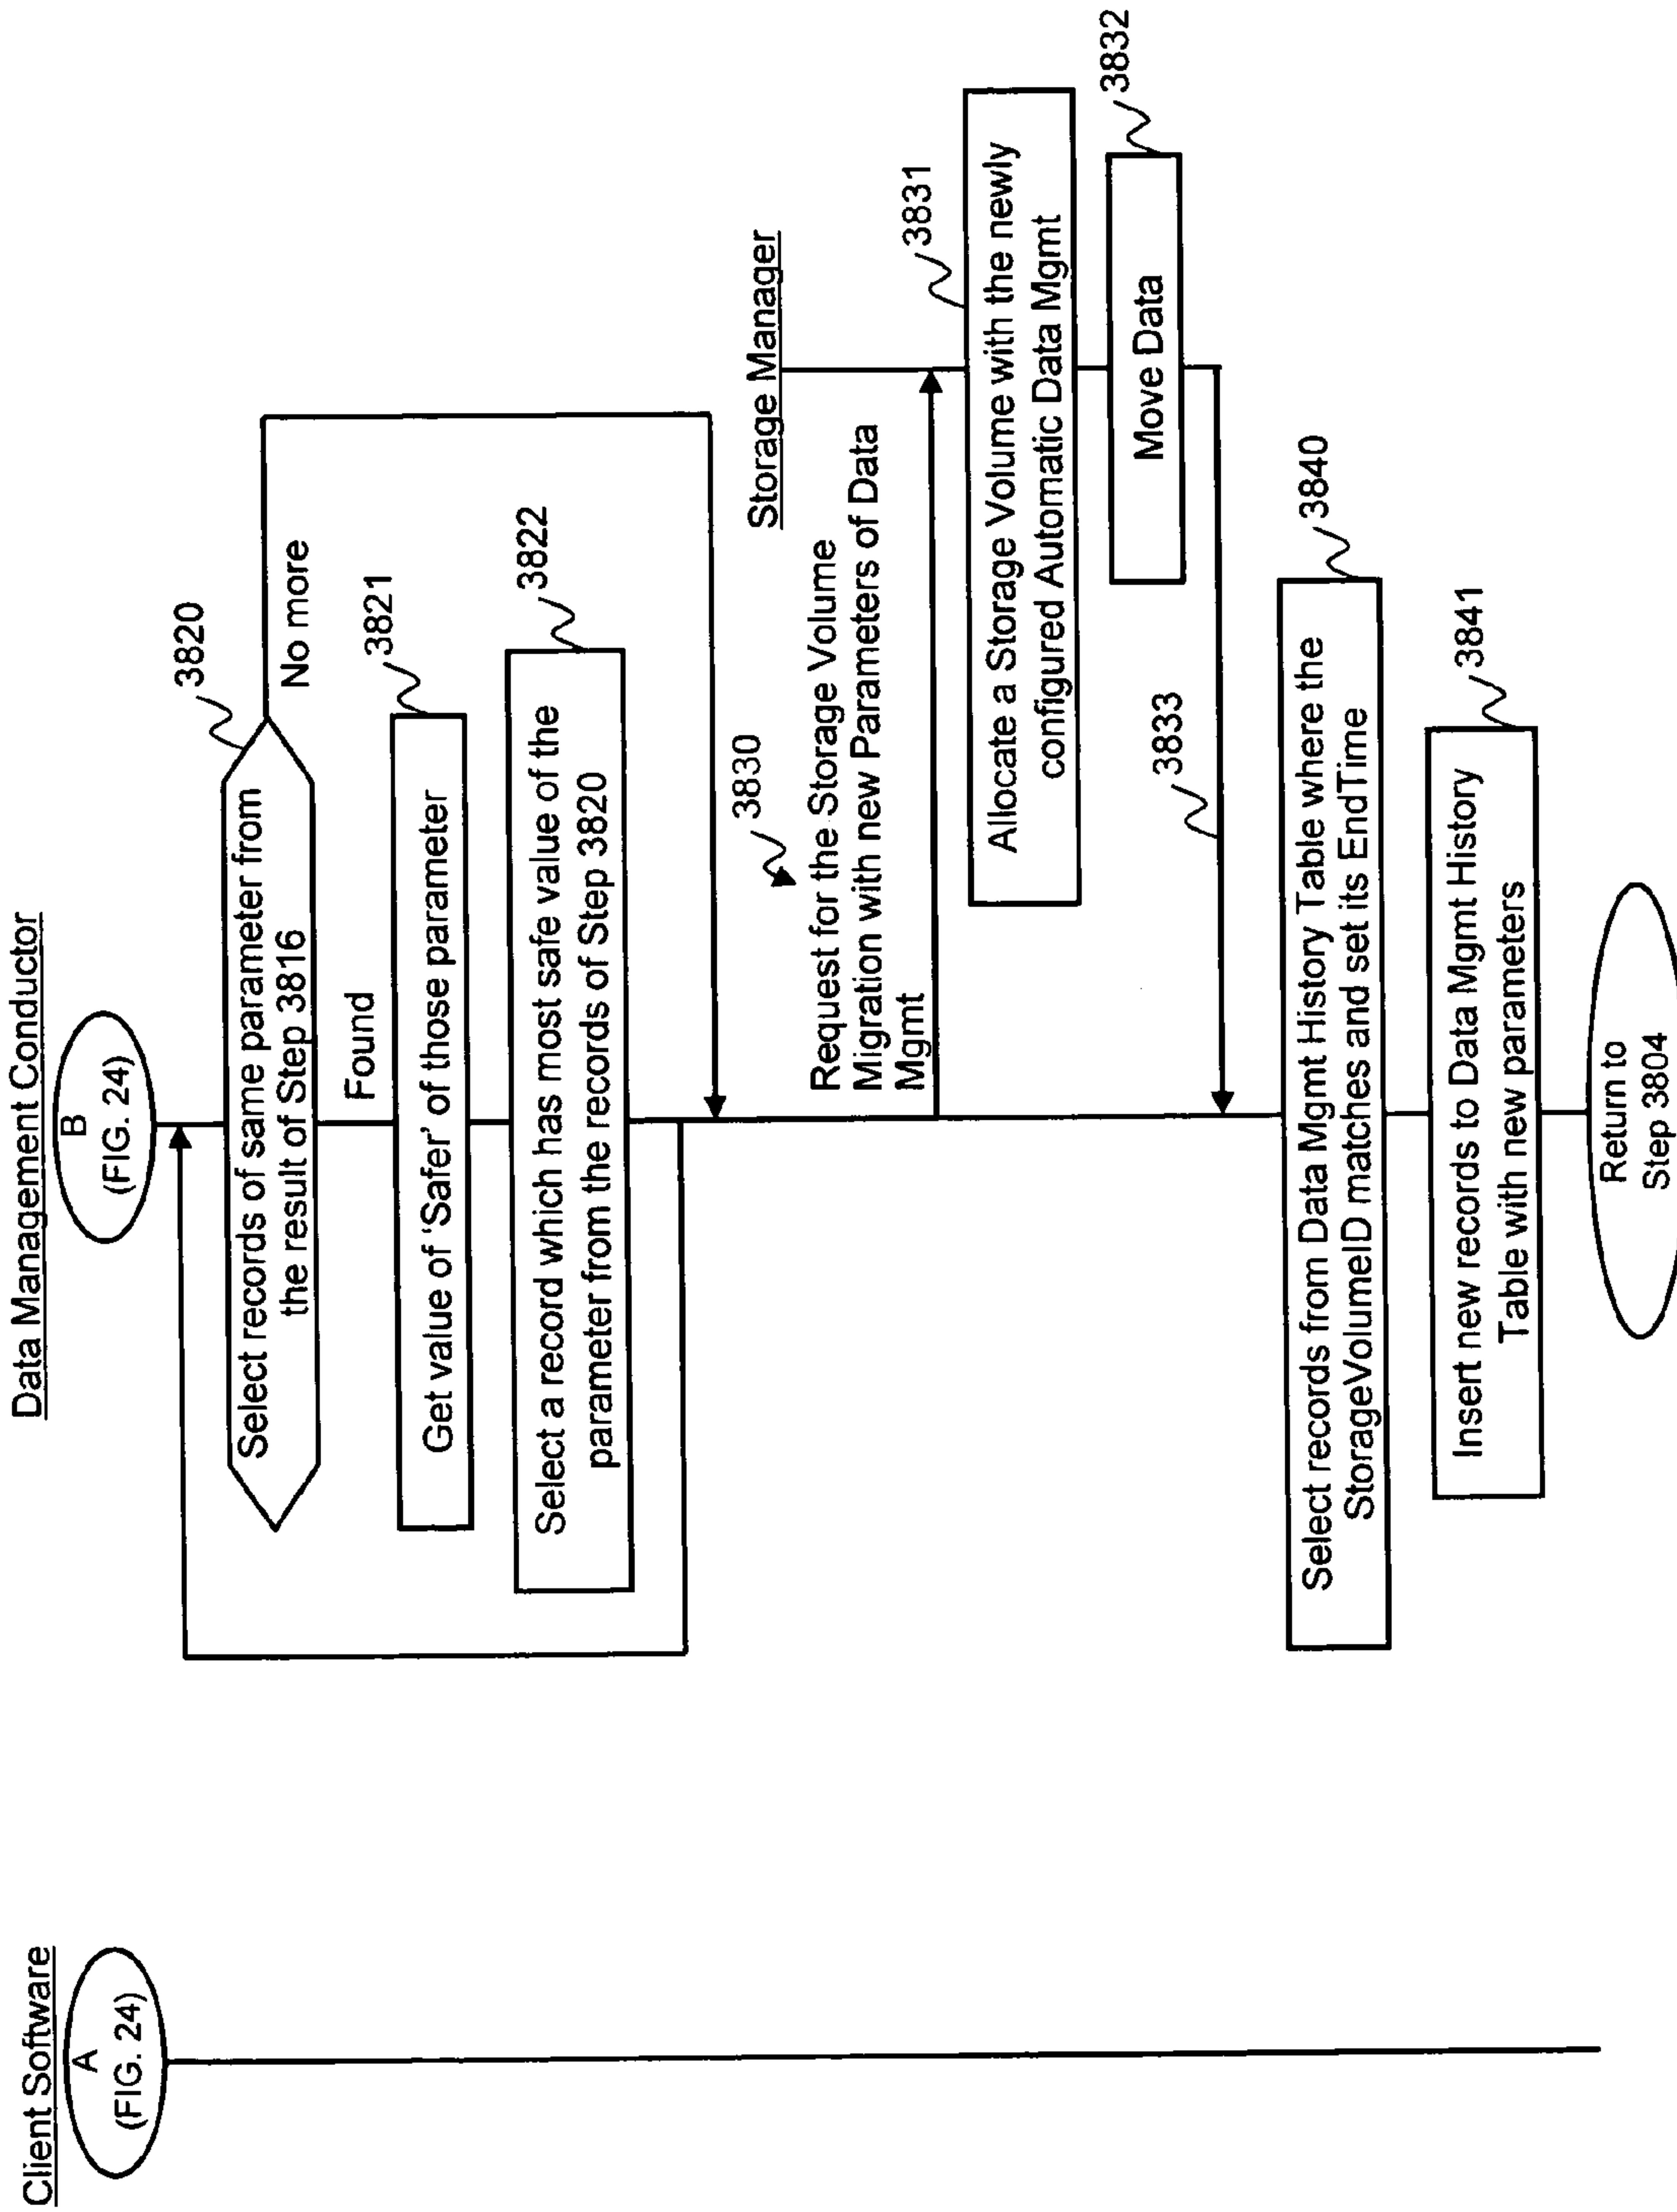 Client Software
A
(FIG. 24)
Data Management Conductor
B
(FIG. 24)
3820
Select records of same parameter from
the result of Step 3816
No more
Found
3821
Get value of ‘Safer’ of those parameter
3822
Select a record which has most safe value of the
parameter from the records of Step 3820
Storage Manager
3830
Request for the Storage Volume
Migration with new Parameters of Data
Mgmt
3831
Allocate a Storage Volume with the newly
configured Automatic Data Mgmt
3832
Move Data
3833
3840
Select records from Data Mgmt History Table where the
StorageVolumeID matches and set its EndTime
3841
Insert new records to Data Mgmt History
Table with new parameters
Return to
Step 3804